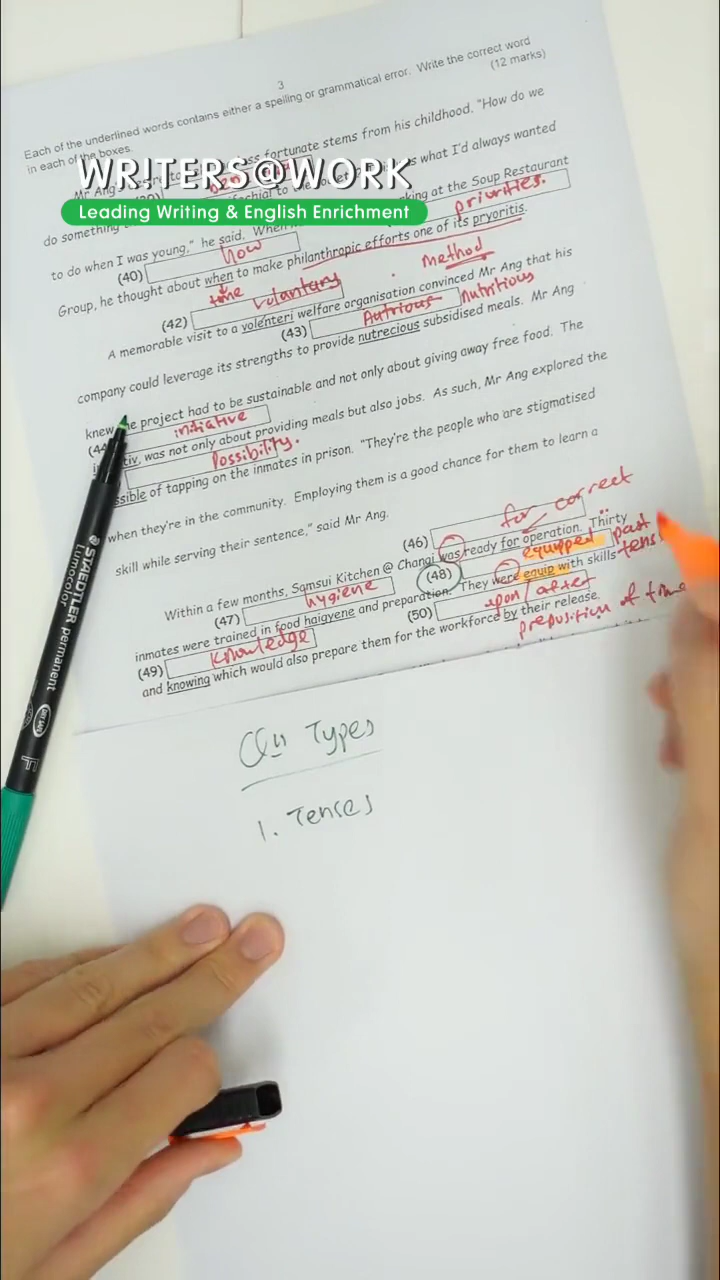 3
Each of the underlined words contains either a spelling or grammatical error. Write the correct word
in each of the boxes.
(12 marks)
Mr Ang's less fortunate stems from his childhood. "How do we
WR!TERS@WORK
Leading Writing & English Enrichment
do something to the what I'd always wanted
priorities.
to do when I was young," he said. When at the Soup Restaurant
(40) how
Group, he thought about when to make philanthropic efforts one of its pryoritis.
time method
(42) voluntary
A memorable visit to a volenteri welfare organisation convinced Mr Ang that his
(43) Nutrious nutritious
company could leverage its strengths to provide nutrecious subsidised meals. Mr Ang
knew the project had to be sustainable and not only about giving away free food. The
(44) initiative
was not only about providing meals but also jobs. As such, Mr Ang explored the
possibility.
of tapping on the inmates in prison. "They're the people who are stigmatised
when they're in the community. Employing them is a good chance for them to learn a
skill while serving their sentence," said Mr Ang.
(46) for correct
Within a few months, Samsui Kitchen @ Changi was ready for operation. Thirty
(47) hygiene (48) equipped past tense
inmates were trained in food haigyene and preparation. They were equip with skills
(49) knowledge (50) upon / after
and knowing which would also prepare them for the workforce by their release.
preposition of time
Qn Types
1. Tenses
STAEDTLER
Lumocolor
permanent